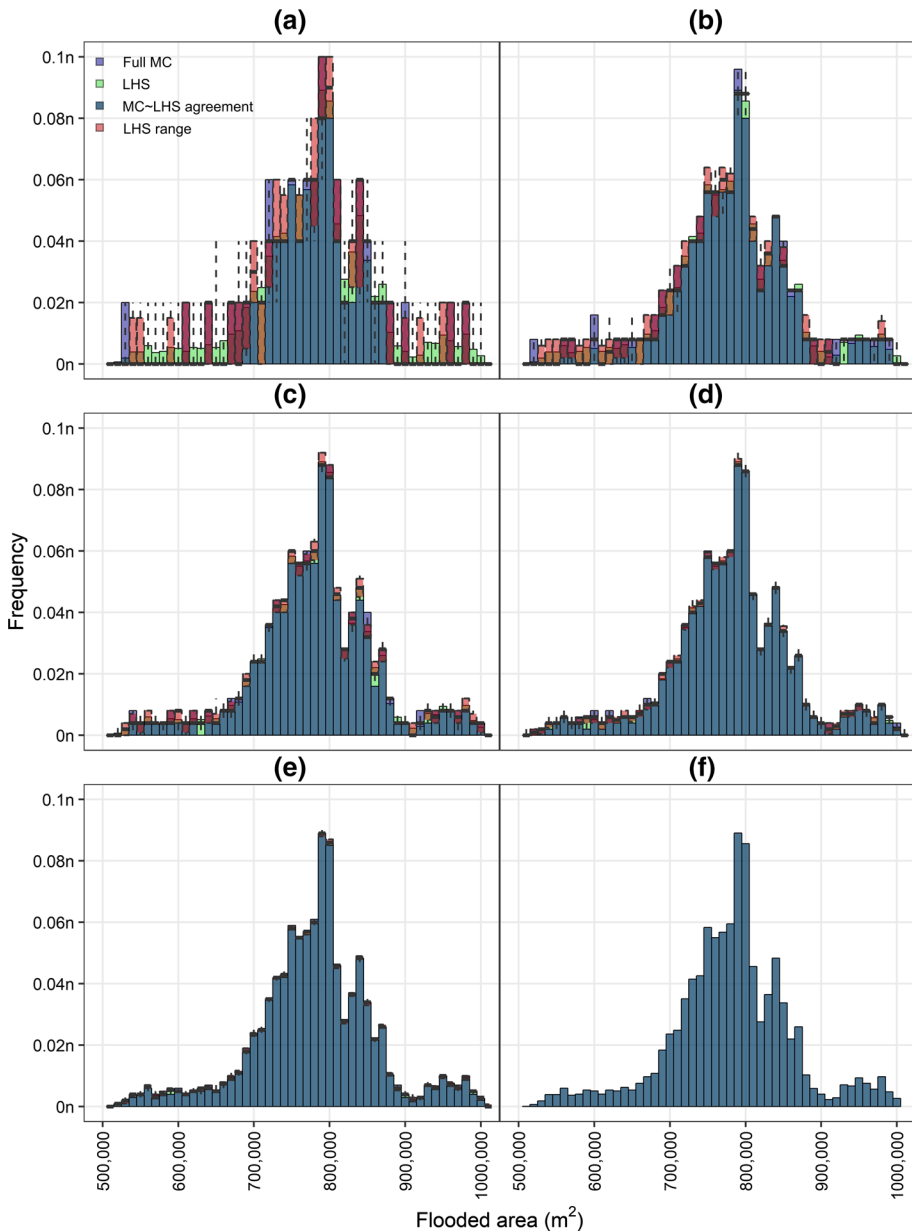 (a)
(b)
0.1n
0.08n
0.06n
0.04n
0.02n
0n
Full MC
LHS
MC~LHS agreement
LHS range
(c)
(d)
0.1n
0.08n
0.06n
0.04n
0.02n
0n
Frequency
(e)
(f)
0.1n
0.08n
0.06n
0.04n
0.02n
0n
500,000
600,000
700,000
800,000
900,000
1000,000
500,000
600,000
700,000
800,000
900,000
1000,000
Flooded area (m²)